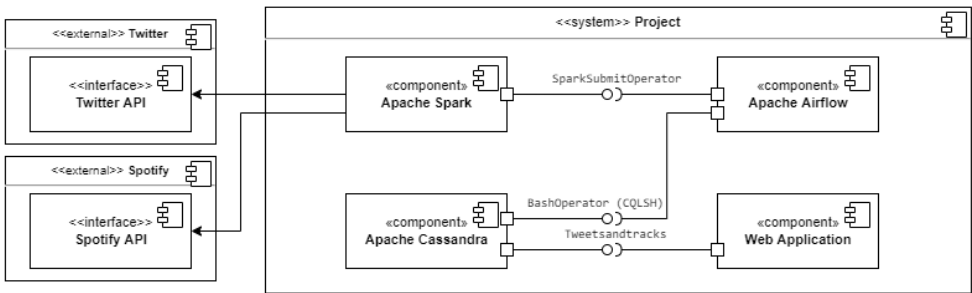 <<external>> Twitter
<<interface>>
Twitter API
<<external>> Spotify
<<interface>>
Spotify API
<<system>> Project
«component»
Apache Spark
SparkSubmitOperator
«component»
Apache Airflow
«component»
Apache Cassandra
BashOperator (CQLSH)
Tweetsandtracks
«component»
Web Application